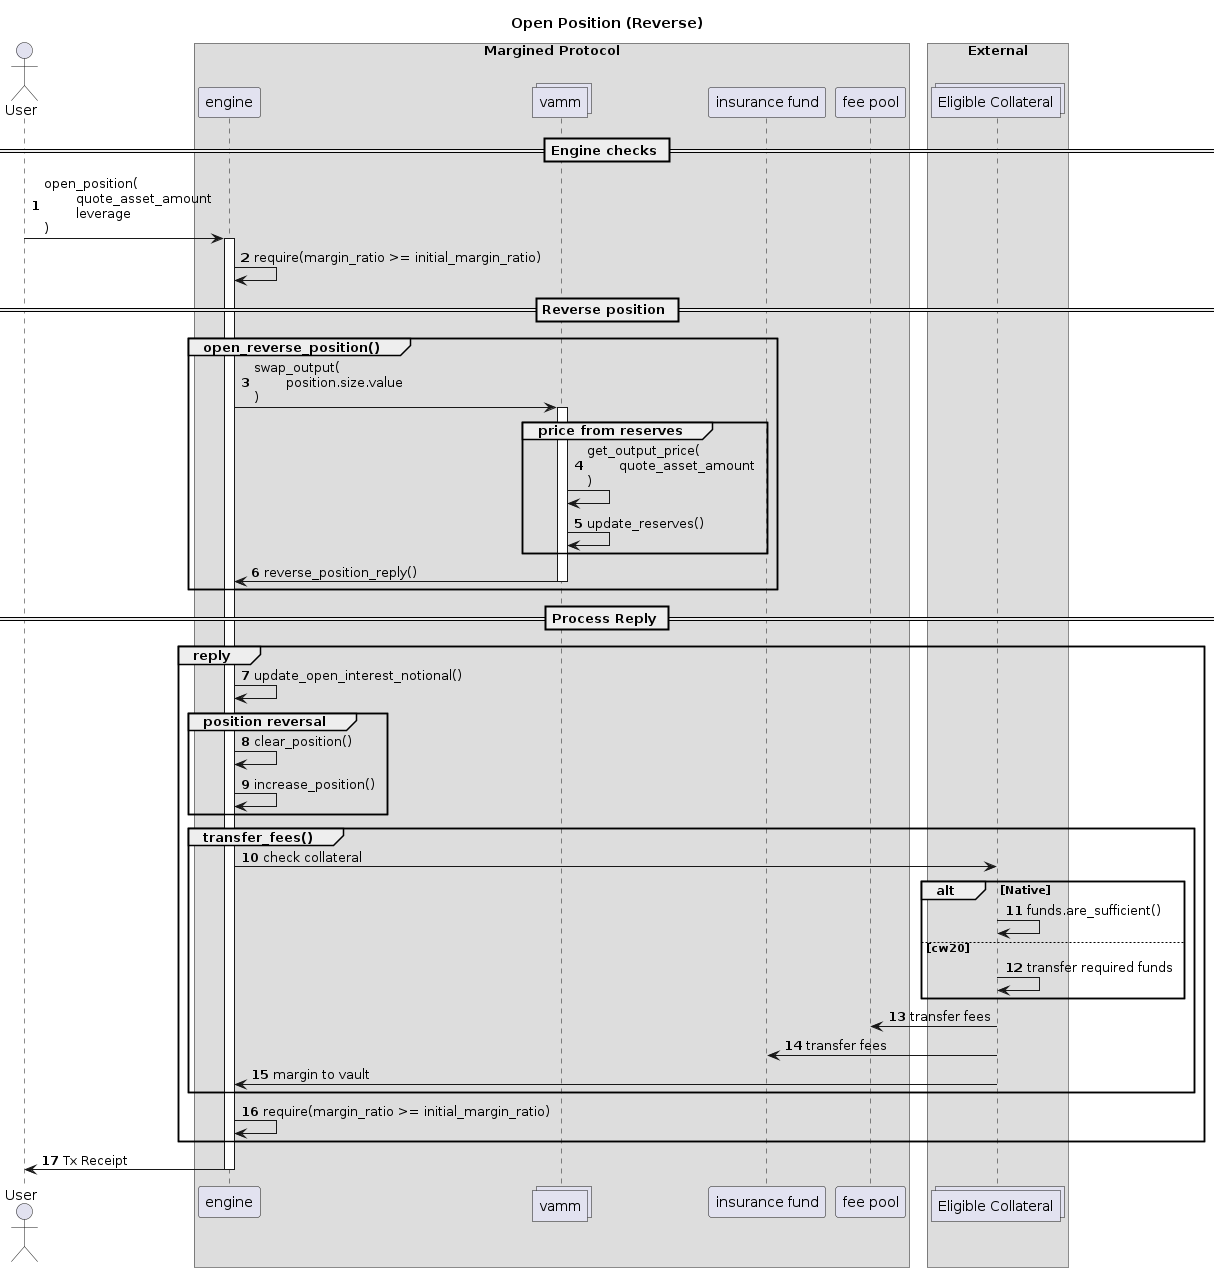 Open Position (Reverse)
Margined Protocol
External
User
engine
vamm
insurance fund
fee pool
Eligible Collateral
Engine checks
1 open_position(
quote_asset_amount
leverage
)
2 require(margin_ratio >= initial_margin_ratio)
Reverse position
open_reverse_position()
3 swap_output(
position.size.value
)
price from reserves
4 get_output_price(
quote_asset_amount
)
5 update_reserves()
6 reverse_position_reply()
Process Reply
reply
7 update_open_interest_notional()
position reversal
8 clear_position()
9 increase_position()
transfer_fees()
10 check collateral
alt [Native]
11 funds.are_sufficient()
[cw20]
12 transfer required funds
13 transfer fees
14 transfer fees
15 margin to vault
16 require(margin_ratio >= initial_margin_ratio)
17 Tx Receipt
User
engine
vamm
insurance fund
fee pool
Eligible Collateral